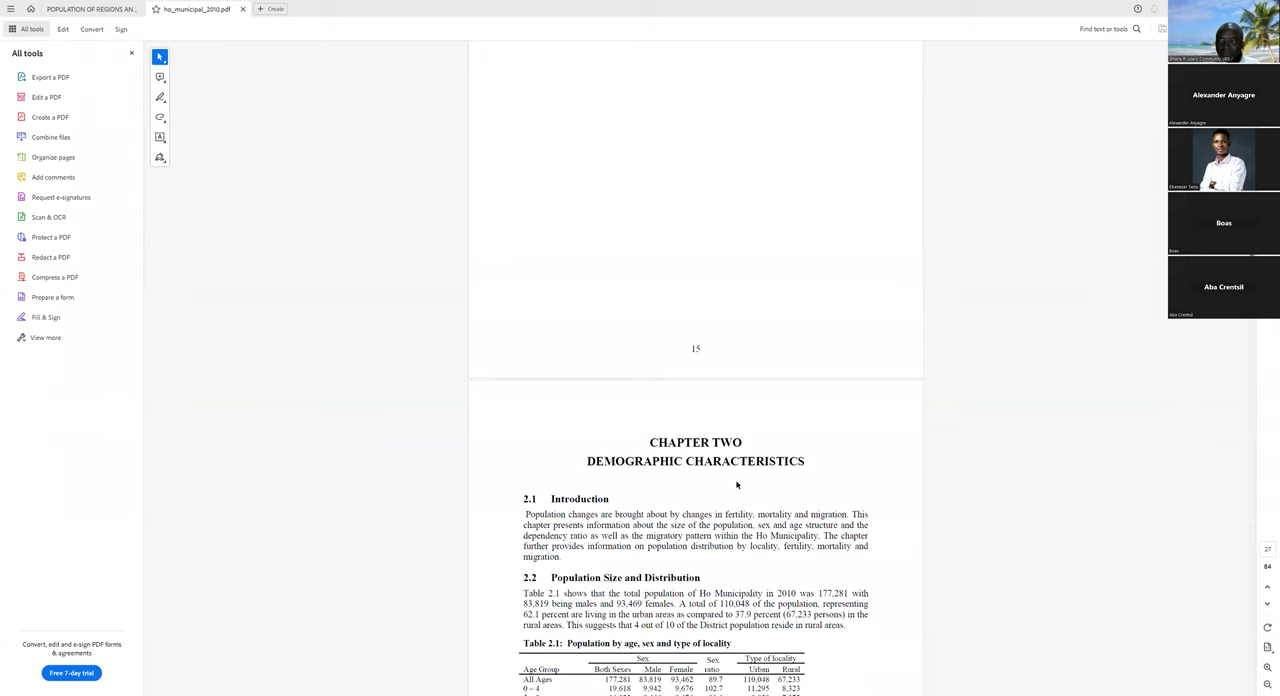 POPULATION OF REGIONS AN...
ho_municipal_2010.pdf
Create
All tools
Edit
Convert
Sign
Find text or tools
All tools
Export a PDF
Edit a PDF
Create a PDF
Combine files
Organize pages
Add comments
Request e-signatures
Scan & OCR
Protect a PDF
Redact a PDF
Compress a PDF
Prepare a form
Fill & Sign
View more
Convert, edit and e-sign PDF forms
& agreements
Free 7-day trial
15
CHAPTER TWO
DEMOGRAPHIC CHARACTERISTICS
2.1 Introduction
Population changes are brought about by changes in fertility, mortality and migration. This
chapter presents information about the size of the population, sex and age structure and the
dependency ratio as well as the migratory pattern within the Ho Municipality. The chapter
further provides information on population distribution by locality, fertility, mortality and
migration.
2.2 Population Size and Distribution
Table 2.1 shows that the total population of Ho Municipality in 2010 was 177,281 with
83,819 being males and 93,469 females. A total of 110,048 of the population, representing
62.1 percent are living in the urban areas as compared to 37.9 percent (67,233 persons) in the
rural areas. This suggests that 4 out of 10 of the District population reside in rural areas.
Table 2.1: Population by age, sex and type of locality
Sex Sex Type of locality
Age Group Both Sexes Male Female ratio Urban Rural
All Ages 177,281 83,819 93,462 89.7 110,048 67,233
0 – 4 19,618 9,942 9,676 102.7 11,295 8,323
Ghana R Users Community
Alexander Anyagre
Alexander Anyagre
Ebenezer
Boas
Boas
Aba Crentsil
Aba Crentsil
27
84